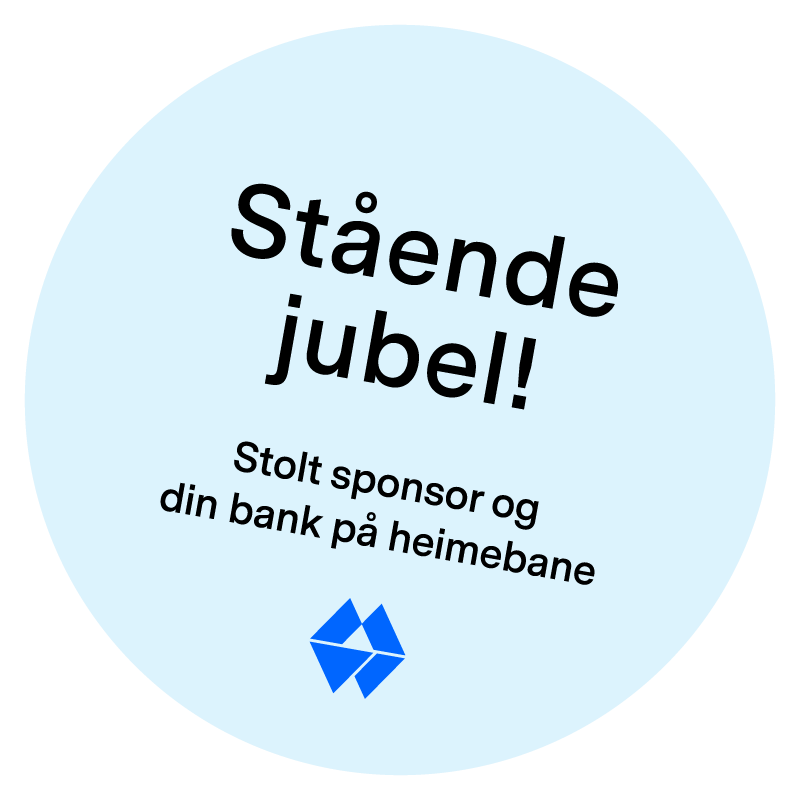 Stående
jubel!
Stolt sponsor og
din bank på heimebane